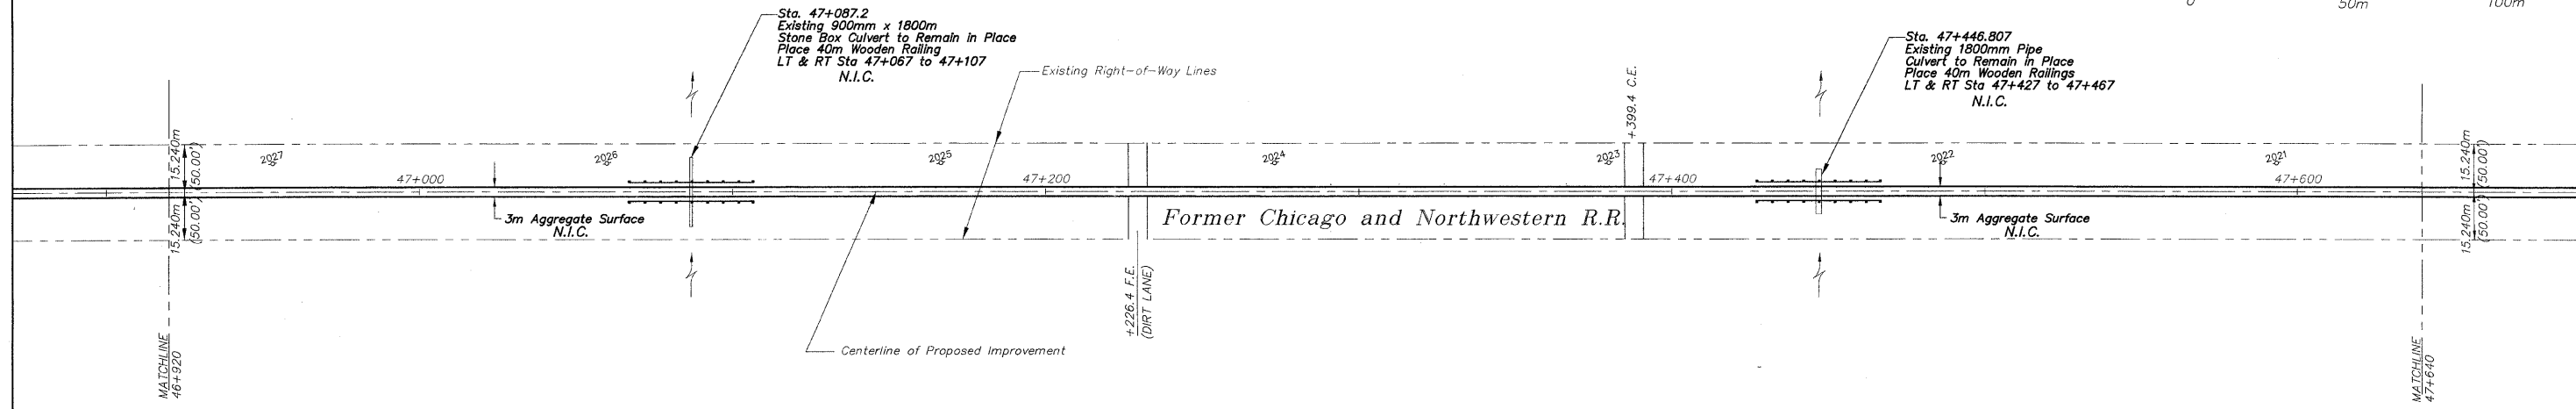 0 50m 100m
Sta. 47+087.2
Existing 900mm x 1800m
Stone Box Culvert to Remain in Place
Place 40m Wooden Railing
LT & RT Sta 47+067 to 47+107
N.I.C.
Existing Right-of-Way Lines
+399.4 C.E.
Sta. 47+446.807
Existing 1800mm Pipe
Culvert to Remain in Place
Place 40m Wooden Railings
LT & RT Sta 47+427 to 47+467
N.I.C.
15.240m
(50.00')
2027
2026
2025
2024
2023
2022
2021
15.240m
(50.00')
47+000
47+200
47+400
47+600
15.240m
(50.00')
3m Aggregate Surface
N.I.C.
Former Chicago and Northwestern R.R.
3m Aggregate Surface
N.I.C.
15.240m
(50.00')
+226.4 F.E.
(DIRT LANE)
Centerline of Proposed Improvement
MATCHLINE
46+920
MATCHLINE
47+640